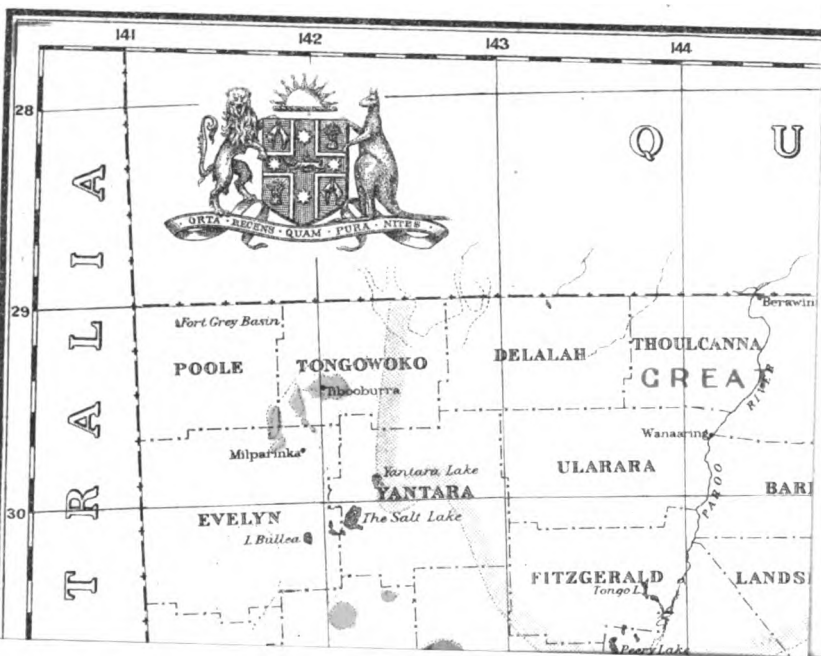 141 142 143 144
28
Q U
ORTA · RECENS · QUAM · PURA · NITES ·
29
Fort Grey Basin
Berawin
POOLE
TONGOWOKO
DELALAH
THOULCANNA
GREAT
Tibooburra
RIVER
Milparinka
Wanaaring
ULARARA
Yantara Lake
YANTARA
BARI
PAROO
30
EVELYN
The Salt Lake
L Bullea
FITZGERALD
LANDS
Tongo L.
Peery Lake
TRALIA